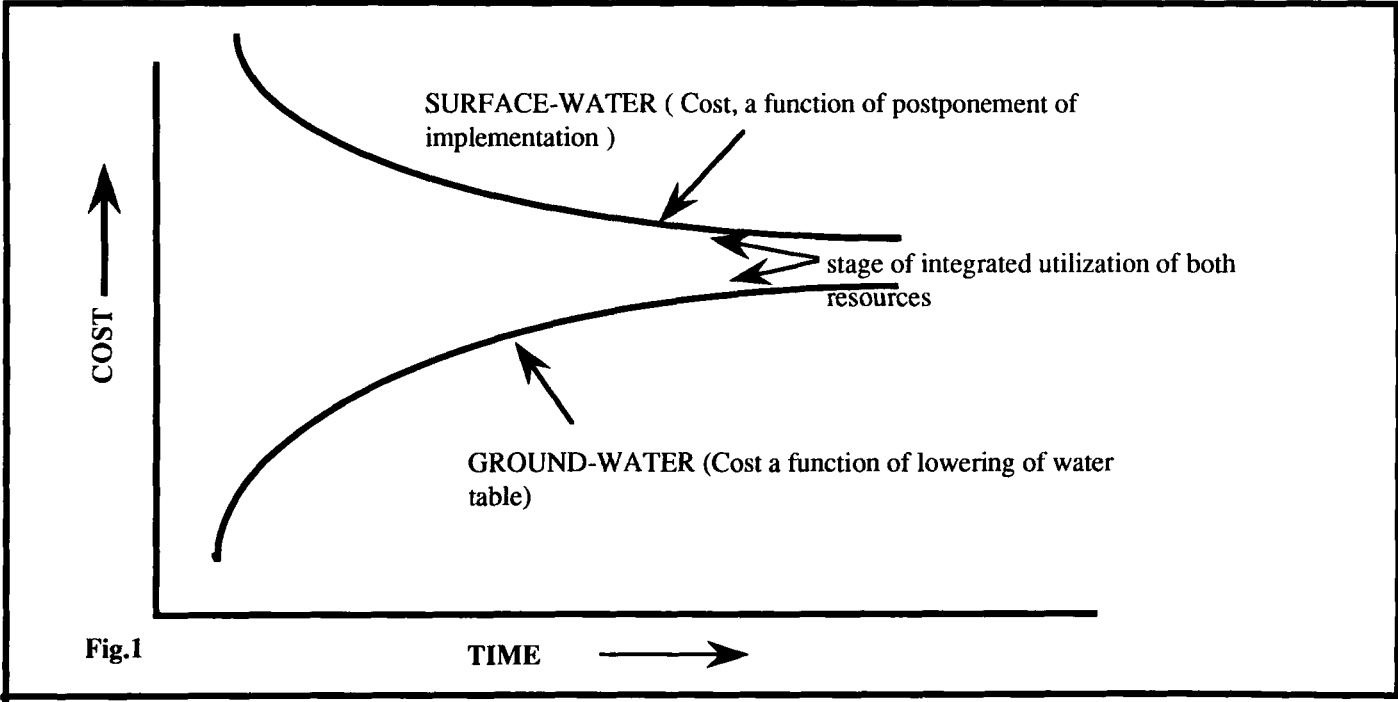 SURFACE-WATER ( Cost, a function of postponement of
implementation )
COST
stage of integrated utilization of both
resources
GROUND-WATER (Cost a function of lowering of water
table)
Fig.1
TIME